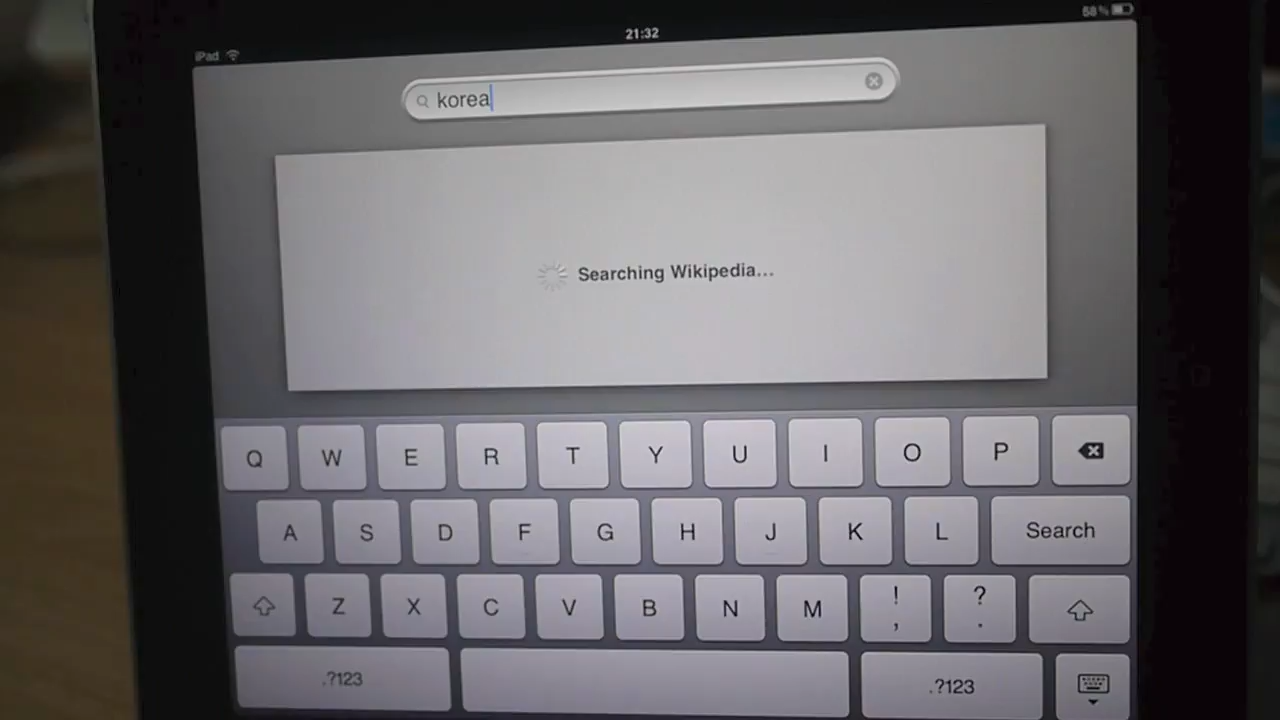 iPad 21:32 58%
korea
Searching Wikipedia...
Q W E R T Y U I O P
A S D F G H J K L Search
Z X C V B N M ! , ? .
.?123 .?123